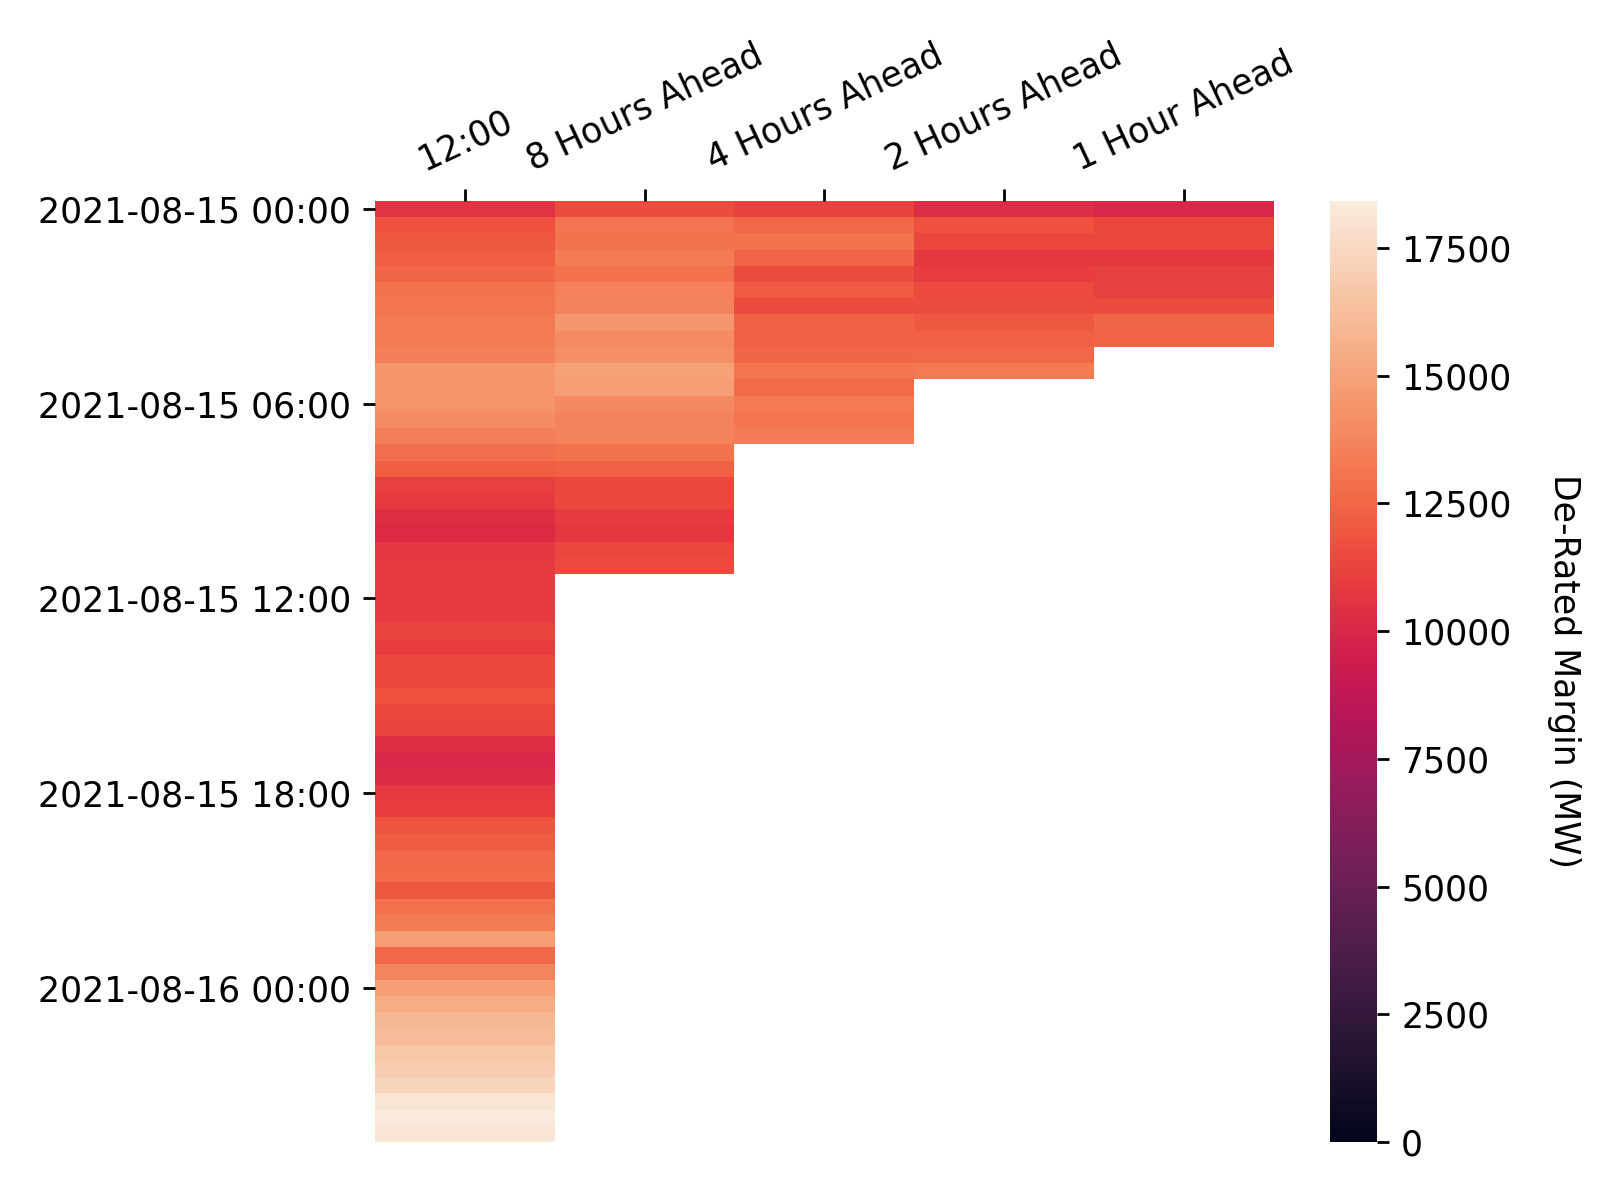 12:00
8 Hours Ahead
4 Hours Ahead
2 Hours Ahead
1 Hour Ahead
2021-08-15 00:00
2021-08-15 06:00
2021-08-15 12:00
2021-08-15 18:00
2021-08-16 00:00
17500
15000
12500
10000
7500
5000
2500
0
De-Rated Margin (MW)